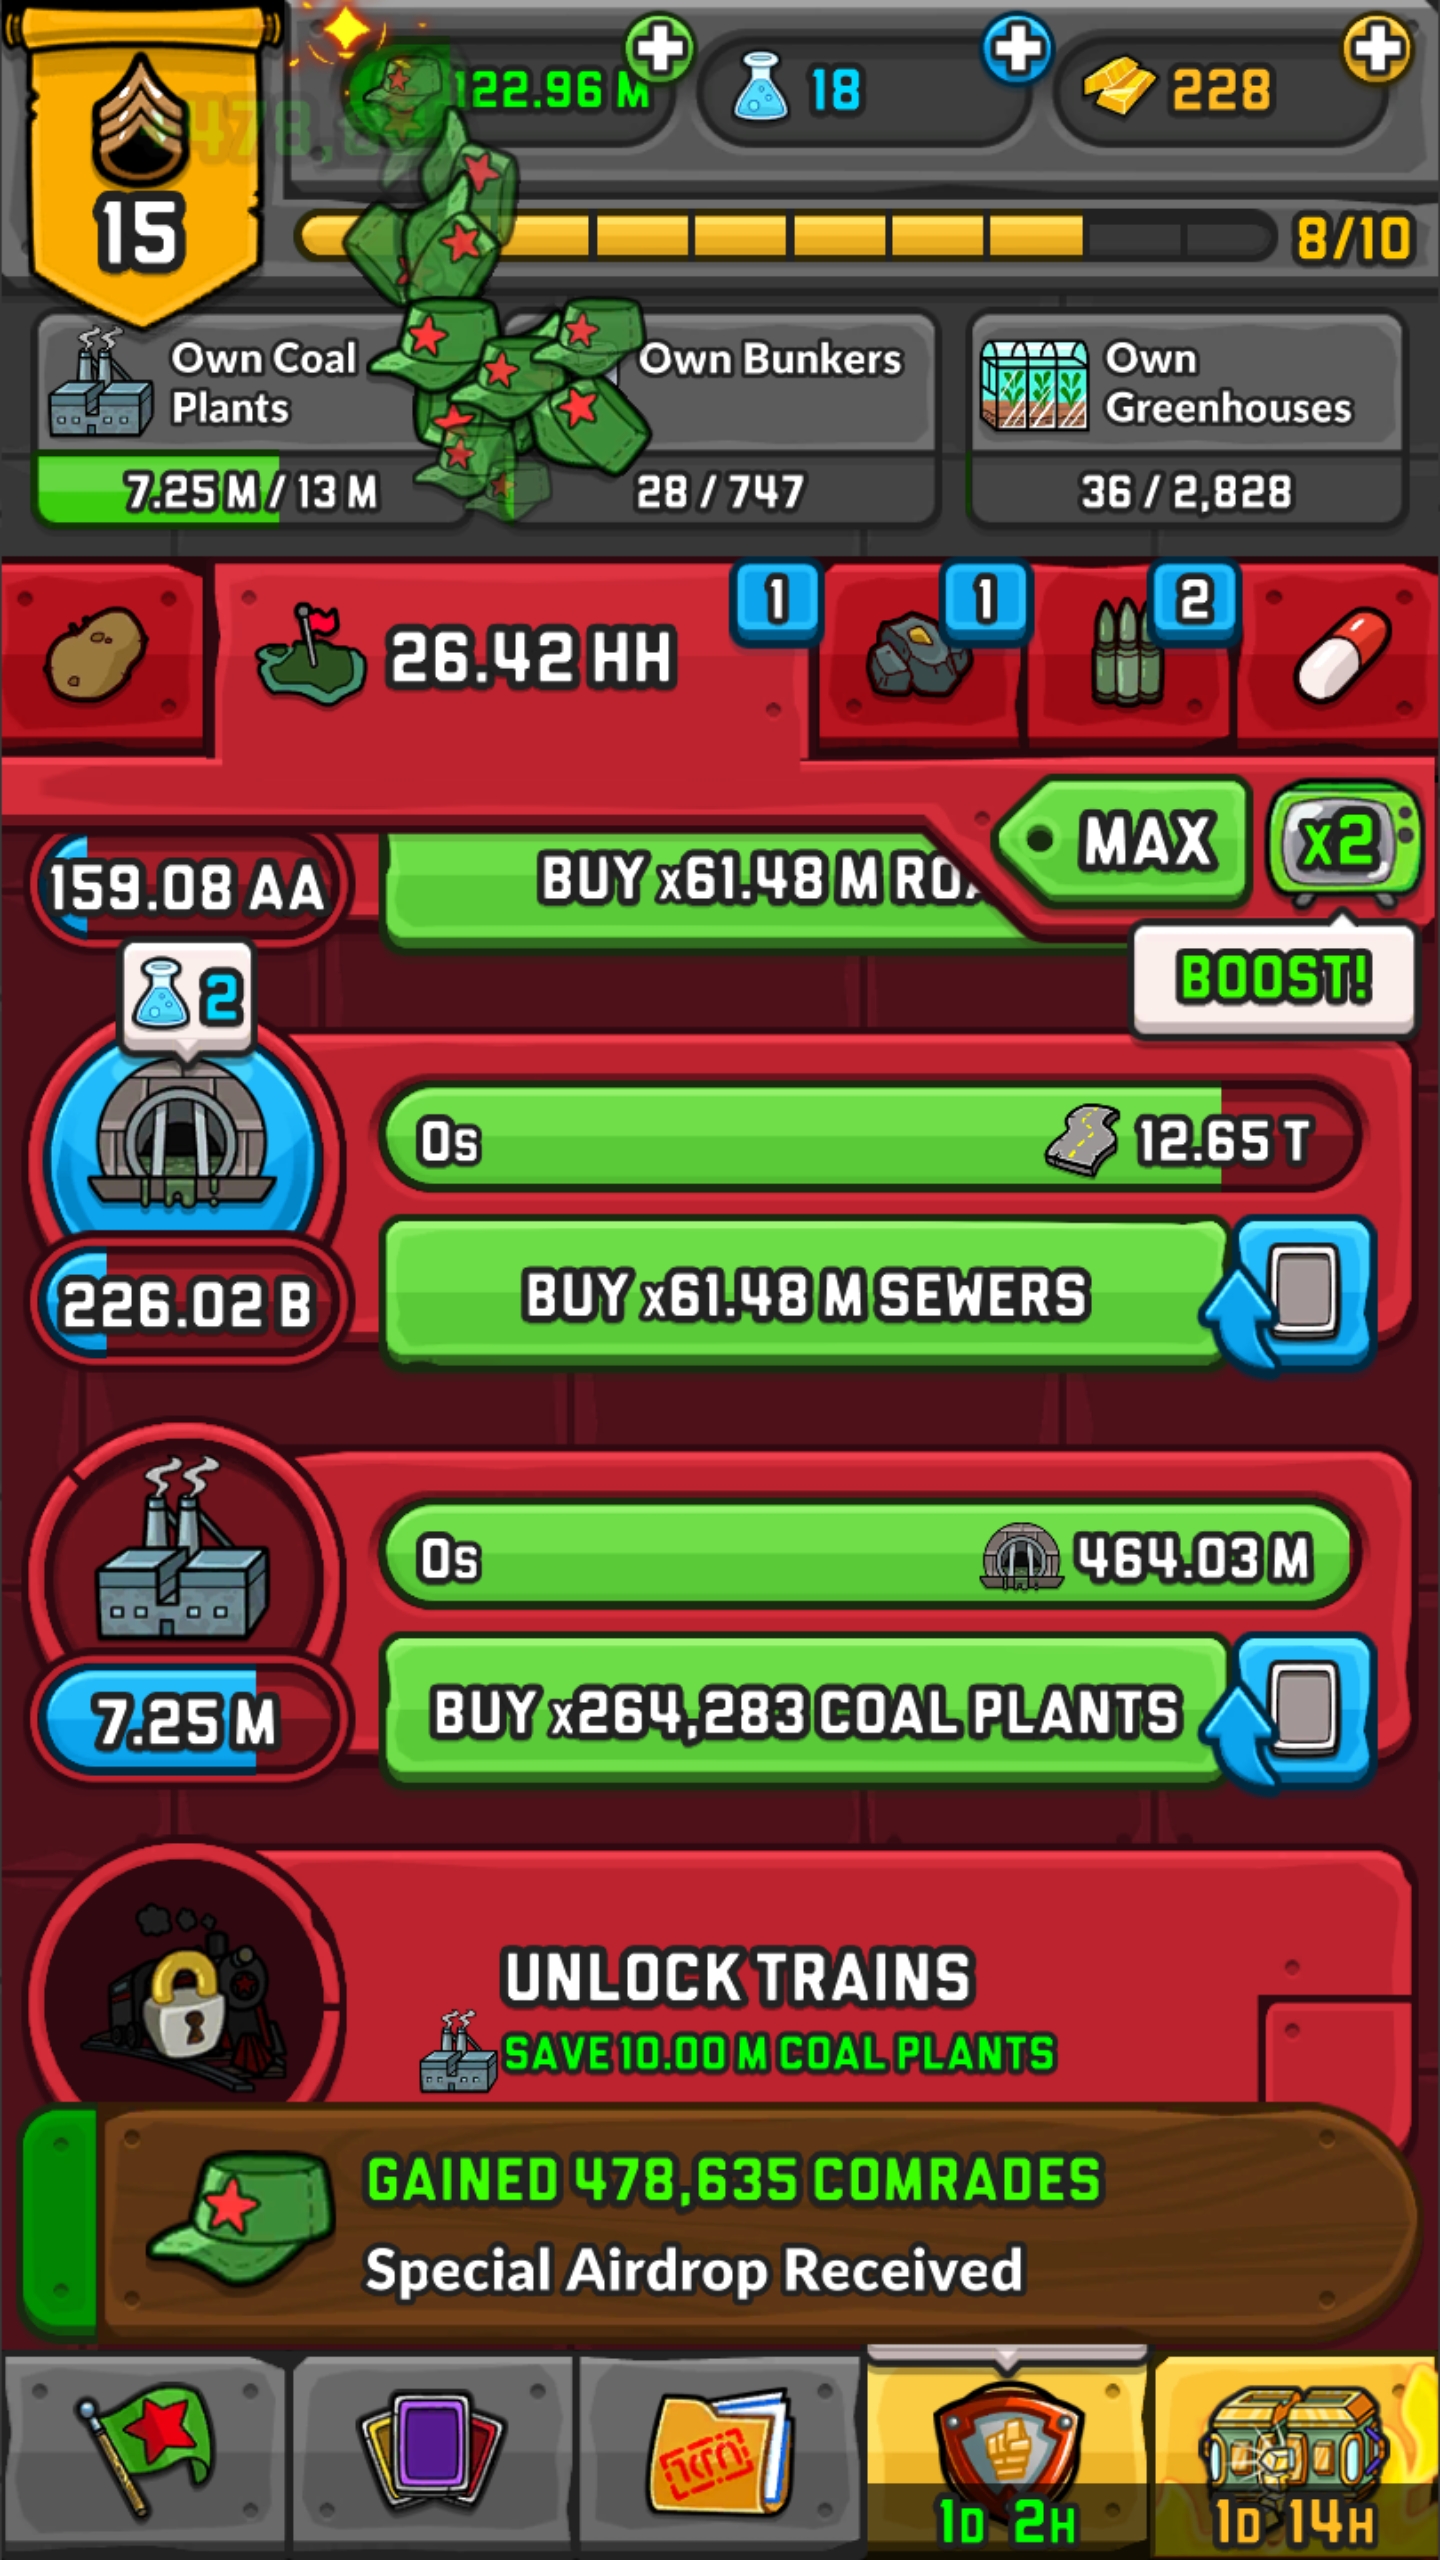 122.96 M
18
228
15
8/10
Own Coal
Plants
7.25 M / 13 M
Own Bunkers
28 / 747
Own
Greenhouses
36 / 2,828
26.42 HH
1
1
2
MAX
x2
BOOST!
159.08 AA
BUY x61.48 M
2
0s
12.65 T
226.02 B
BUY x61.48 M SEWERS
0s
464.03 M
7.25 M
BUY x264,283 COAL PLANTS
UNLOCK TRAINS
SAVE 10.00 M COAL PLANTS
GAINED 478,635 COMRADES
Special Airdrop Received
1D 2H
1D 14H